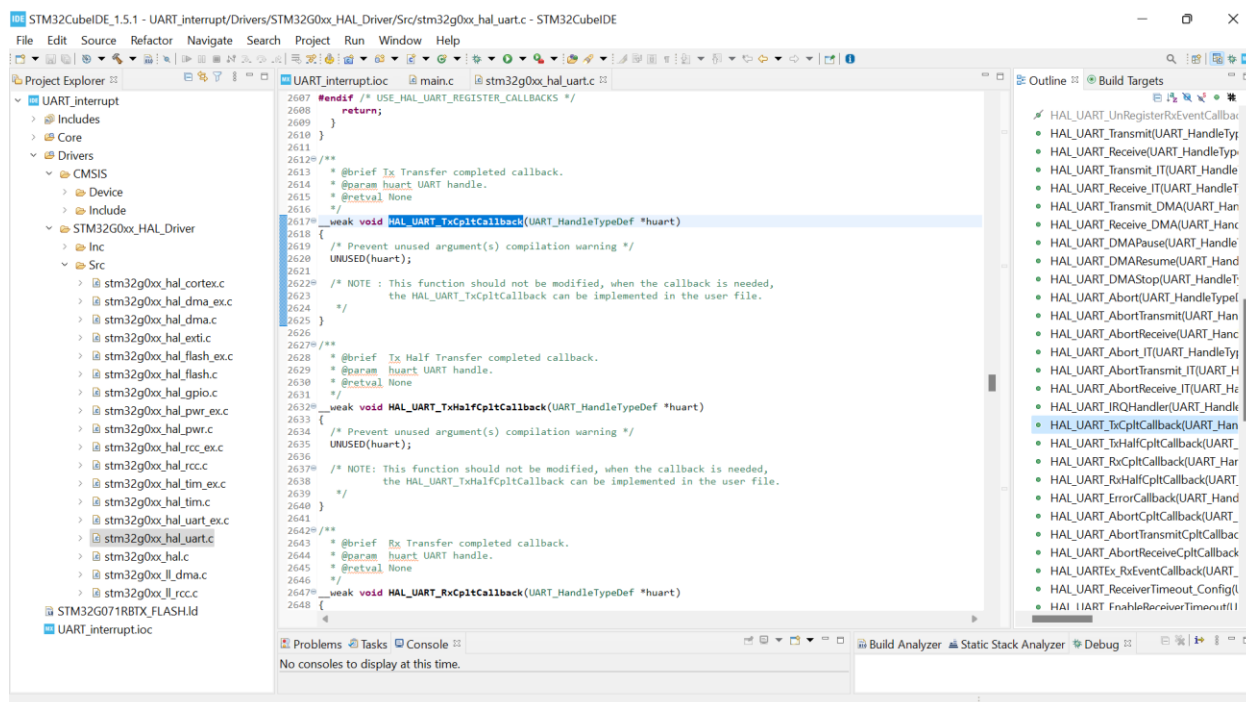 IDE STM32CubeIDE_1.5.1 - UART_interrupt/Drivers/STM32G0xx_HAL_Driver/Src/stm32g0xx_hal_uart.c - STM32CubeIDE
File Edit Source Refactor Navigate Search Project Run Window Help
Project Explorer
UART_interrupt
Includes
Core
Drivers
CMSIS
Device
Include
STM32G0xx_HAL_Driver
Inc
Src
stm32g0xx_hal_cortex.c
stm32g0xx_hal_dma_ex.c
stm32g0xx_hal_dma.c
stm32g0xx_hal_exti.c
stm32g0xx_hal_flash_ex.c
stm32g0xx_hal_flash.c
stm32g0xx_hal_gpio.c
stm32g0xx_hal_pwr_ex.c
stm32g0xx_hal_pwr.c
stm32g0xx_hal_rcc_ex.c
stm32g0xx_hal_rcc.c
stm32g0xx_hal_tim_ex.c
stm32g0xx_hal_tim.c
stm32g0xx_hal_uart_ex.c
stm32g0xx_hal_uart.c
stm32g0xx_hal.c
stm32g0xx_ll_dma.c
stm32g0xx_ll_rcc.c
STM32G071RBTX_FLASH.ld
UART_interrupt.ioc
UART_interrupt.ioc main.c stm32g0xx_hal_uart.c
2607 #endif /* USE_HAL_UART_REGISTER_CALLBACKS */
2608 return;
2609 }
2610 }
2611
2612 /**
2613 * @brief Tx Transfer completed callback.
2614 * @param huart UART handle.
2615 * @retval None
2616 */
2617 __weak void HAL_UART_TxCpltCallback(UART_HandleTypeDef *huart)
2618 {
2619 /* Prevent unused argument(s) compilation warning */
2620 UNUSED(huart);
2621
2622 /* NOTE : This function should not be modified, when the callback is needed,
2623 the HAL_UART_TxCpltCallback can be implemented in the user file.
2624 */
2625 }
2626
2627 /**
2628 * @brief Tx Half Transfer completed callback.
2629 * @param huart UART handle.
2630 * @retval None
2631 */
2632 __weak void HAL_UART_TxHalfCpltCallback(UART_HandleTypeDef *huart)
2633 {
2634 /* Prevent unused argument(s) compilation warning */
2635 UNUSED(huart);
2636
2637 /* NOTE: This function should not be modified, when the callback is needed,
2638 the HAL_UART_TxHalfCpltCallback can be implemented in the user file.
2639 */
2640 }
2641
2642 /**
2643 * @brief Rx Transfer completed callback.
2644 * @param huart UART handle.
2645 * @retval None
2646 */
2647 __weak void HAL_UART_RxCpltCallback(UART_HandleTypeDef *huart)
2648 {
Problems Tasks Console
No consoles to display at this time.
Build Analyzer Static Stack Analyzer Debug
Outline Build Targets
HAL_UART_UnRegisterRxEventCallbac
HAL_UART_Transmit(UART_HandleTyp
HAL_UART_Receive(UART_HandleTyp
HAL_UART_Transmit_IT(UART_Handle
HAL_UART_Receive_IT(UART_HandleT
HAL_UART_Transmit_DMA(UART_Han
HAL_UART_Receive_DMA(UART_Hanc
HAL_UART_DMAPause(UART_Handle
HAL_UART_DMAResume(UART_Hand
HAL_UART_DMAStop(UART_HandleT
HAL_UART_Abort(UART_HandleTypeD
HAL_UART_AbortTransmit(UART_Han
HAL_UART_AbortReceive(UART_Hanc
HAL_UART_Abort_IT(UART_HandleTyp
HAL_UART_AbortTransmit_IT(UART_H
HAL_UART_AbortReceive_IT(UART_Ha
HAL_UART_IRQHandler(UART_Handle
HAL_UART_TxCpltCallback(UART_Han
HAL_UART_TxHalfCpltCallback(UART_
HAL_UART_RxCpltCallback(UART_Har
HAL_UART_RxHalfCpltCallback(UART_
HAL_UART_ErrorCallback(UART_Hand
HAL_UART_AbortCpltCallback(UART_
HAL_UART_AbortTransmitCpltCallbac
HAL_UART_AbortReceiveCpltCallback
HAL_UARTEx_RxEventCallback(UART_
HAL_UART_ReceiverTimeout_Config(U
HAL_UART_EnableReceiverTimeout(U